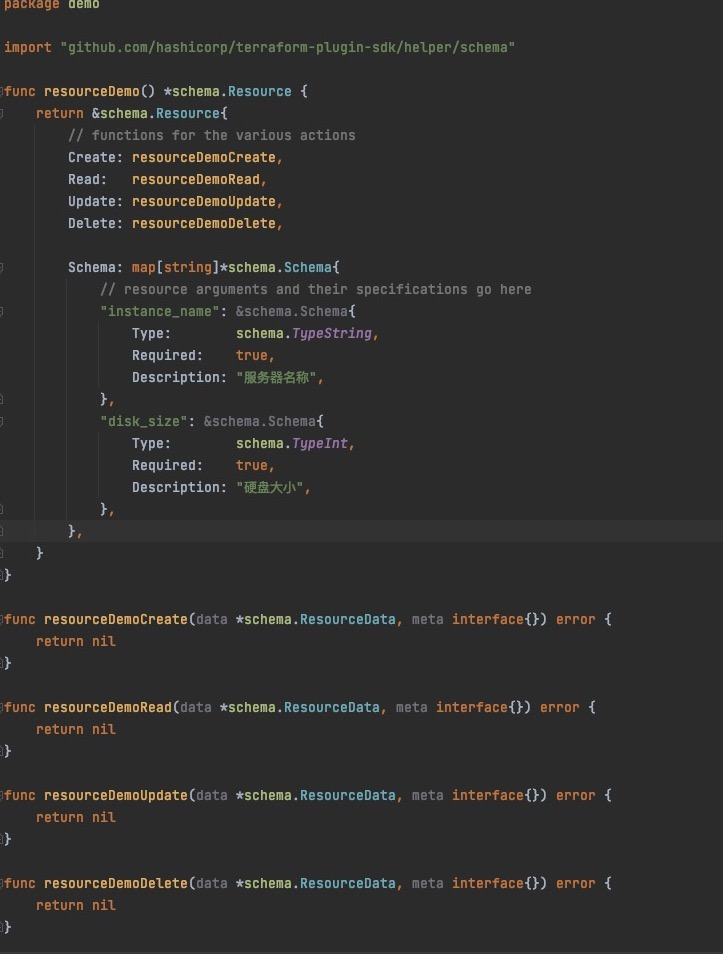 package demo
import "github.com/hashicorp/terraform-plugin-sdk/helper/schema"
func resourceDemo() *schema.Resource {
    return &schema.Resource{
        // functions for the various actions
        Create: resourceDemoCreate,
        Read:   resourceDemoRead,
        Update: resourceDemoUpdate,
        Delete: resourceDemoDelete,
        Schema: map[string]*schema.Schema{
            // resource arguments and their specifications go here
            "instance_name": &schema.Schema{
                Type:        schema.TypeString,
                Required:    true,
                Description: "服务器名称",
            },
            "disk_size": &schema.Schema{
                Type:        schema.TypeInt,
                Required:    true,
                Description: "硬盘大小",
            },
        },
    }
}
func resourceDemoCreate(data *schema.ResourceData, meta interface{}) error {
    return nil
}
func resourceDemoRead(data *schema.ResourceData, meta interface{}) error {
    return nil
}
func resourceDemoUpdate(data *schema.ResourceData, meta interface{}) error {
    return nil
}
func resourceDemoDelete(data *schema.ResourceData, meta interface{}) error {
    return nil
}